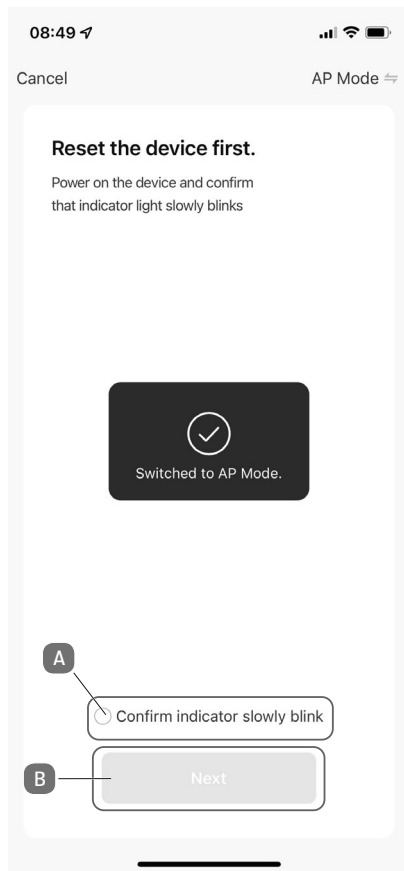 08:49
Cancel
AP Mode
Reset the device first.
Power on the device and confirm
that indicator light slowly blinks
Switched to AP Mode.
A
Confirm indicator slowly blink
B
Next